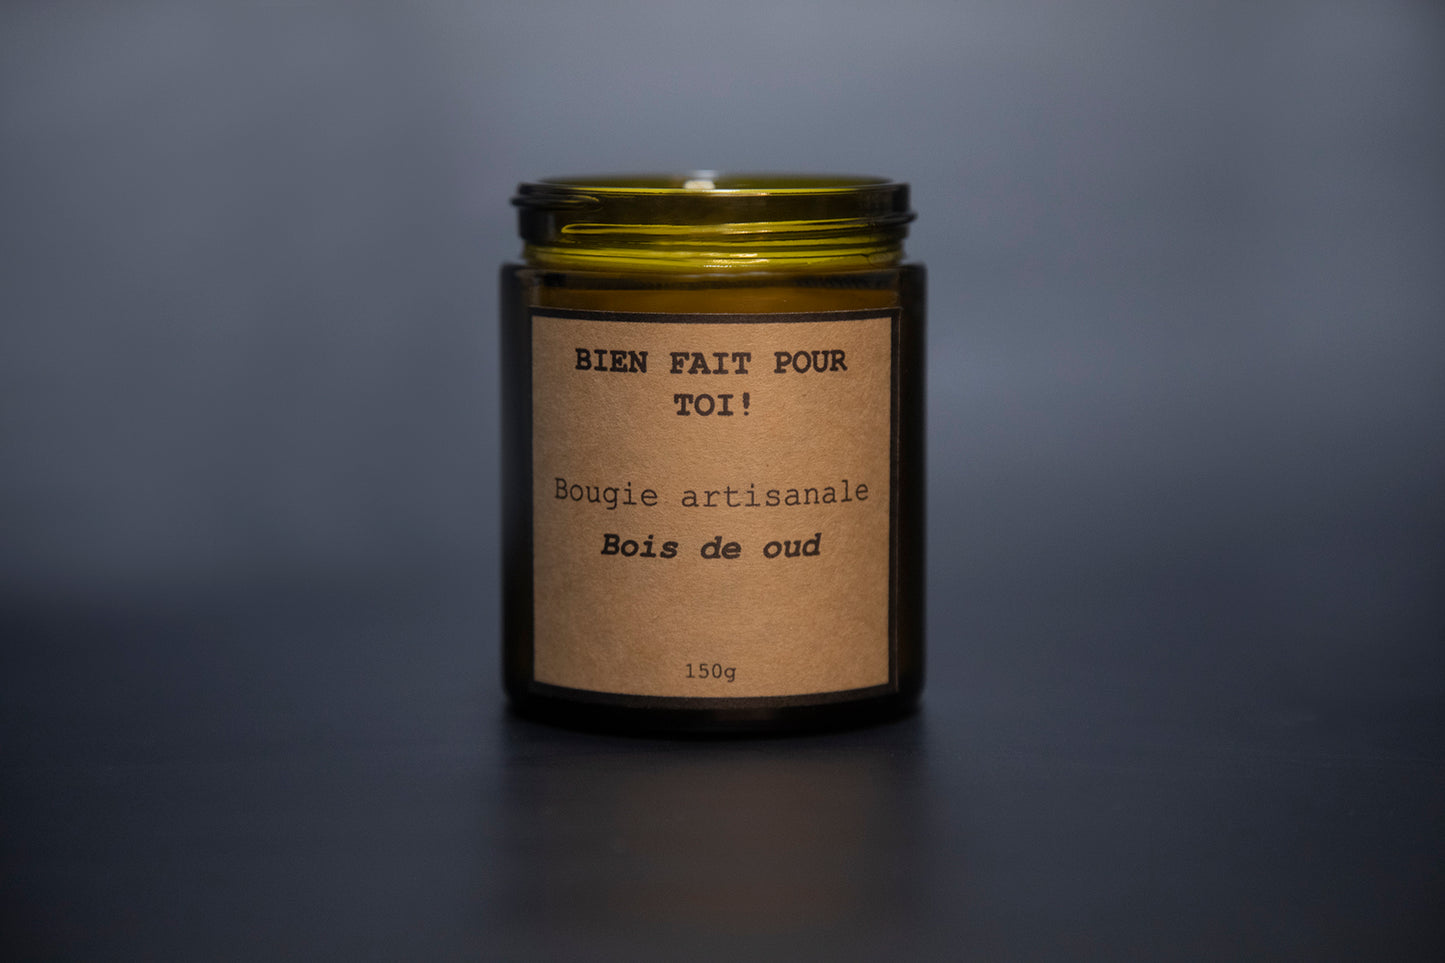 BIEN FAIT POUR
TOI!
Bougie artisanale
Bois de oud
150g